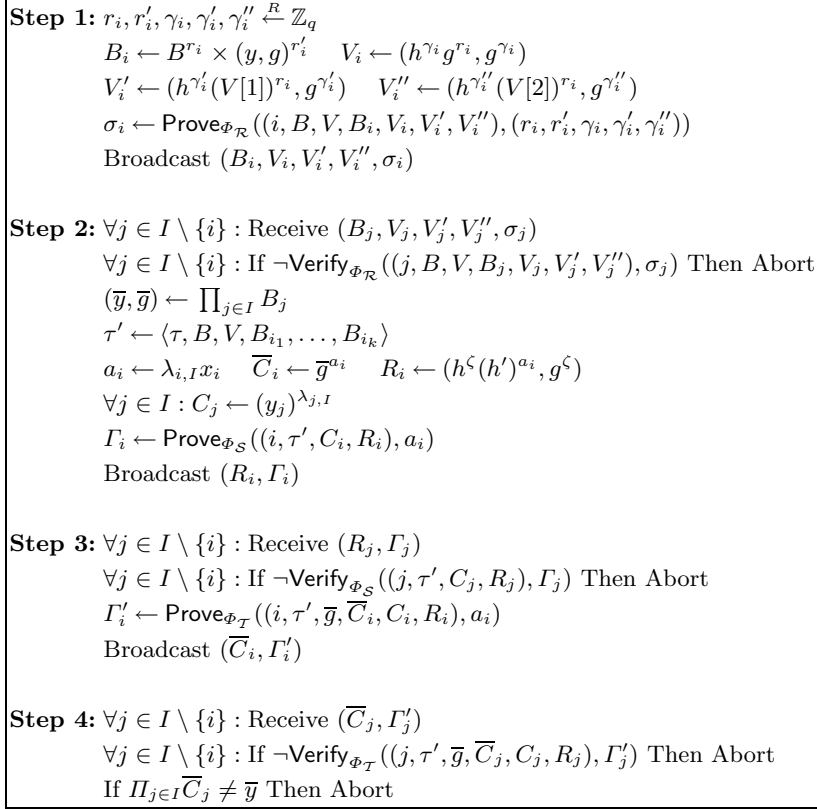 Step 1: r_i, r'_i, γ_i, γ'_i, γ''_i ←^R ℤ_q
B_i ← B^{r_i} × (y, g)^{r'_i}   V_i ← (h^{γ_i} g^{r_i}, g^{γ_i})
V'_i ← (h^{γ'_i}(V[1])^{r_i}, g^{γ'_i})   V''_i ← (h^{γ''_i}(V[2])^{r_i}, g^{γ''_i})
σ_i ← Prove_{Φ_ℛ}((i, B, V, B_i, V_i, V'_i, V''_i), (r_i, r'_i, γ_i, γ'_i, γ''_i))
Broadcast (B_i, V_i, V'_i, V''_i, σ_i)
Step 2: ∀j ∈ I \ {i} : Receive (B_j, V_j, V'_j, V''_j, σ_j)
∀j ∈ I \ {i} : If ¬Verify_{Φ_ℛ}((j, B, V, B_j, V_j, V'_j, V''_j), σ_j) Then Abort
(y̅, g̅) ← ∏_{j∈I} B_j
τ' ← ⟨τ, B, V, B_{i_1}, . . . , B_{i_k}⟩
a_i ← λ_{i,I} x_i   C̅_i ← g̅^{a_i}   R_i ← (h^ζ (h')^{a_i}, g^ζ)
∀j ∈ I : C_j ← (y_j)^{λ_{j,I}}
Γ_i ← Prove_{Φ_𝒮}((i, τ', C_i, R_i), a_i)
Broadcast (R_i, Γ_i)
Step 3: ∀j ∈ I \ {i} : Receive (R_j, Γ_j)
∀j ∈ I \ {i} : If ¬Verify_{Φ_𝒮}((j, τ', C_j, R_j), Γ_j) Then Abort
Γ'_i ← Prove_{Φ_𝒯}((i, τ', g̅, C̅_i, C_i, R_i), a_i)
Broadcast (C̅_i, Γ'_i)
Step 4: ∀j ∈ I \ {i} : Receive (C̅_j, Γ'_j)
∀j ∈ I \ {i} : If ¬Verify_{Φ_𝒯}((j, τ', g̅, C̅_j, C_j, R_j), Γ'_j) Then Abort
If Π_{j∈I} C̅_j ≠ y̅ Then Abort